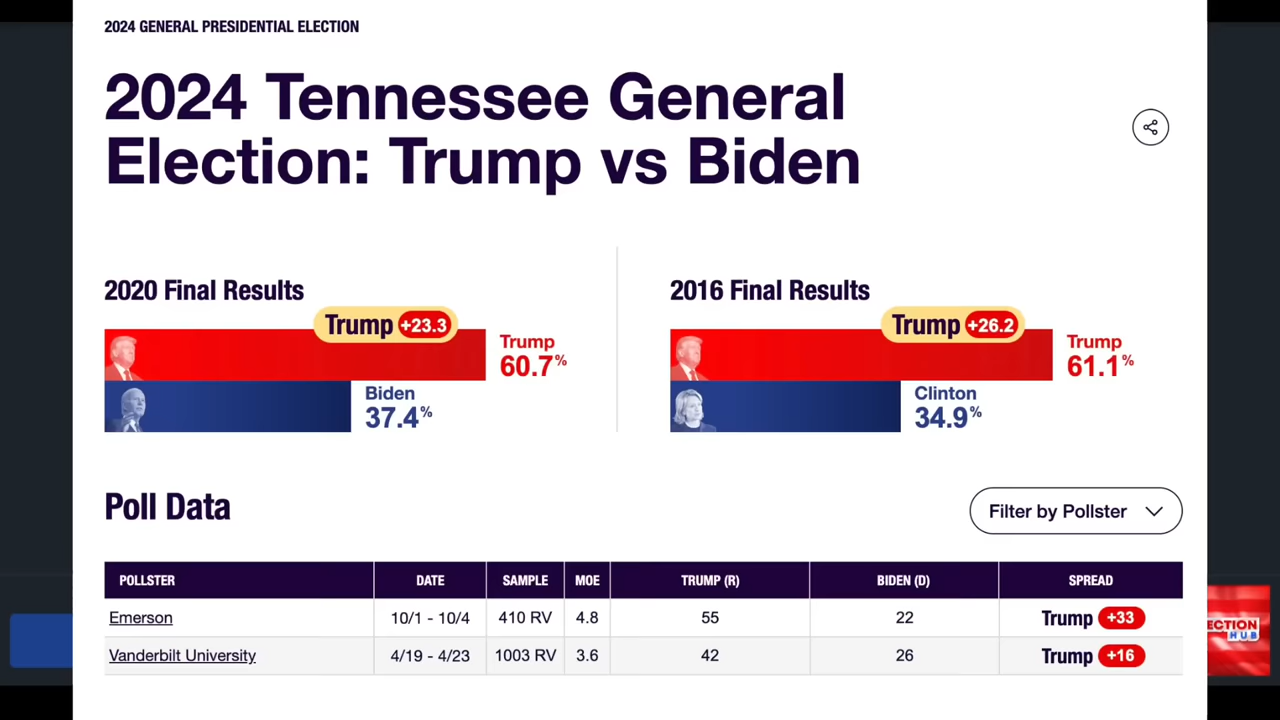 2024 GENERAL PRESIDENTIAL ELECTION
2024 Tennessee General
Election: Trump vs Biden
2020 Final Results
Trump +23.3
Trump
60.7%
Biden
37.4%
2016 Final Results
Trump +26.2
Trump
61.1%
Clinton
34.9%
Poll Data
Filter by Pollster
POLLSTER DATE SAMPLE MOE TRUMP (R) BIDEN (D) SPREAD
Emerson 10/1 - 10/4 410 RV 4.8 55 22 Trump +33
Vanderbilt University 4/19 - 4/23 1003 RV 3.6 42 26 Trump +16
ECTION
HUB